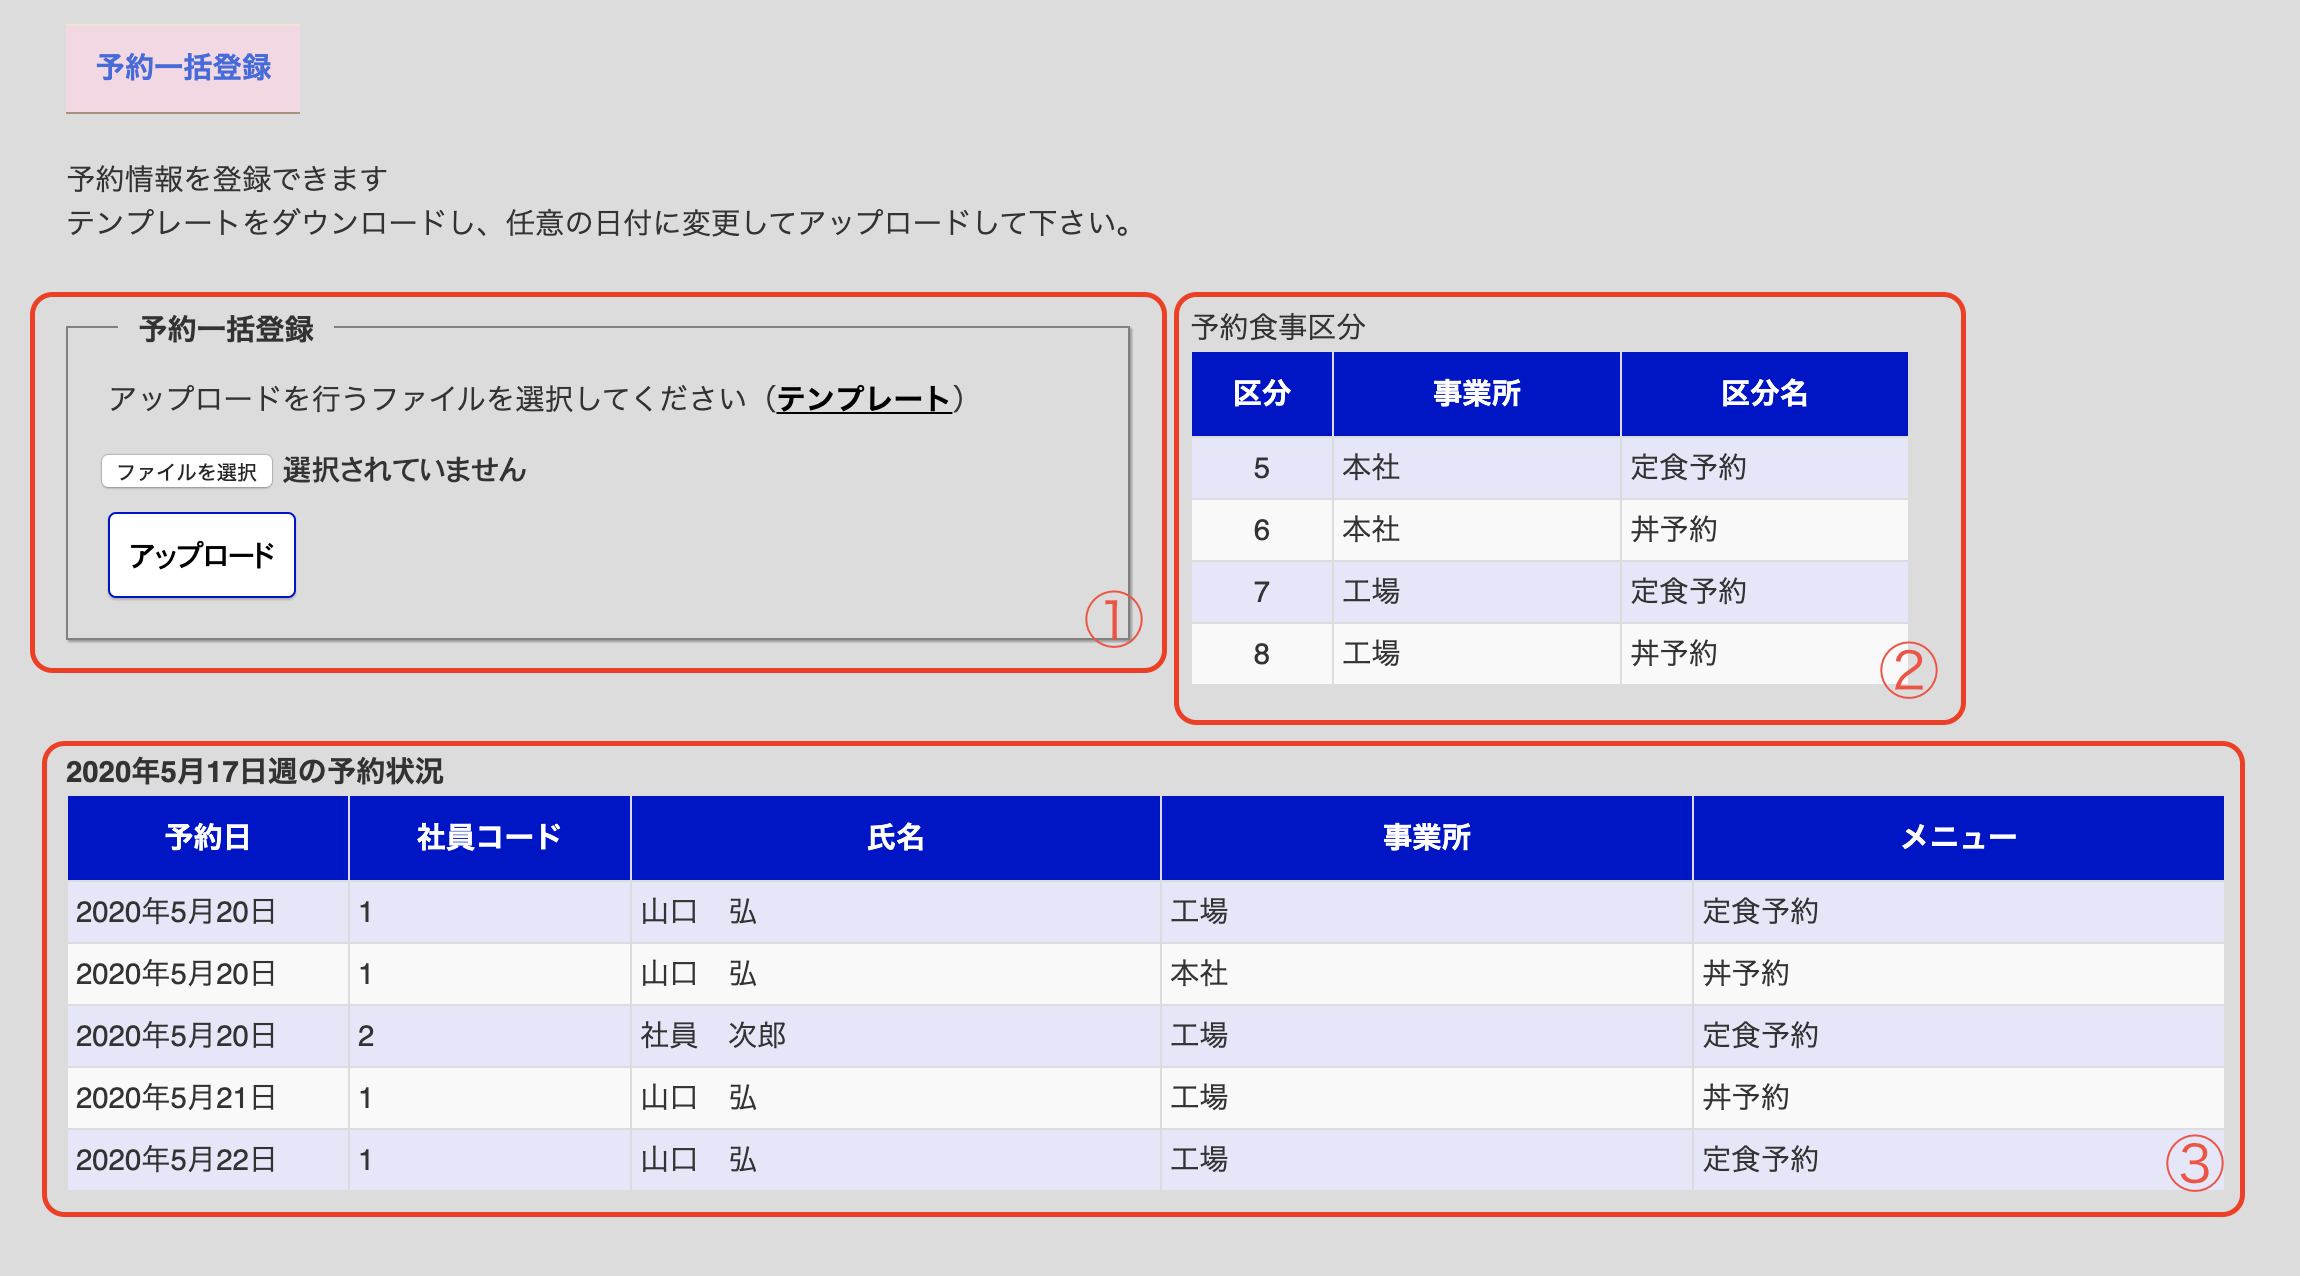 予約一括登録
予約情報を登録できます
テンプレートをダウンロードし、任意の日付に変更してアップロードして下さい。
予約一括登録
アップロードを行うファイルを選択してください（テンプレート）
ファイルを選択 選択されていません
アップロード
①
予約食事区分
区分 事業所 区分名
5 本社 定食予約
6 本社 丼予約
7 工場 定食予約
8 工場 丼予約
②
2020年5月17日週の予約状況
予約日 社員コード 氏名 事業所 メニュー
2020年5月20日 1 山口　弘 工場 定食予約
2020年5月20日 1 山口　弘 本社 丼予約
2020年5月20日 2 社員　次郎 工場 定食予約
2020年5月21日 1 山口　弘 工場 丼予約
2020年5月22日 1 山口　弘 工場 定食予約
③